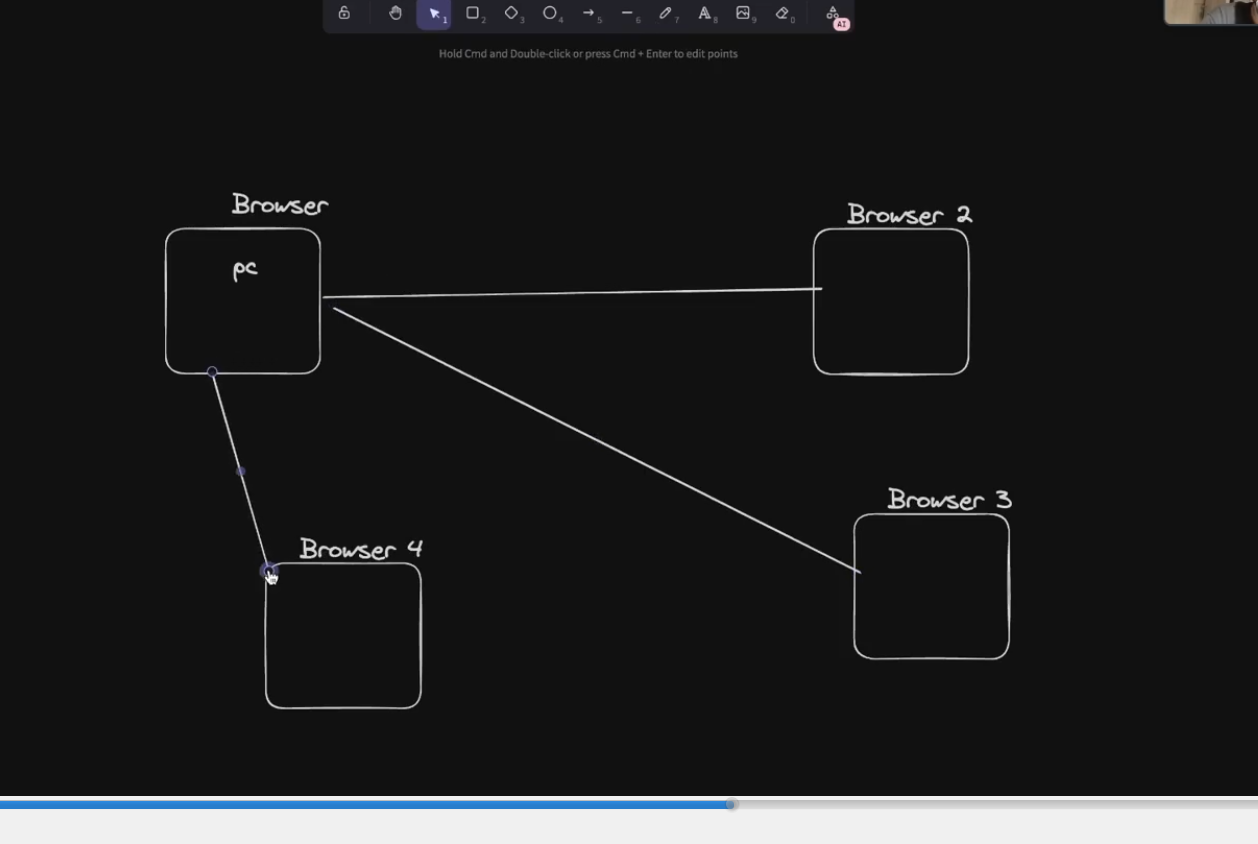 1
2
3
4
5
6
7
8
9
0
AI
Hold Cmd and Double-click or press Cmd + Enter to edit points
Browser
Browser 2
pc
Browser 3
Browser 4